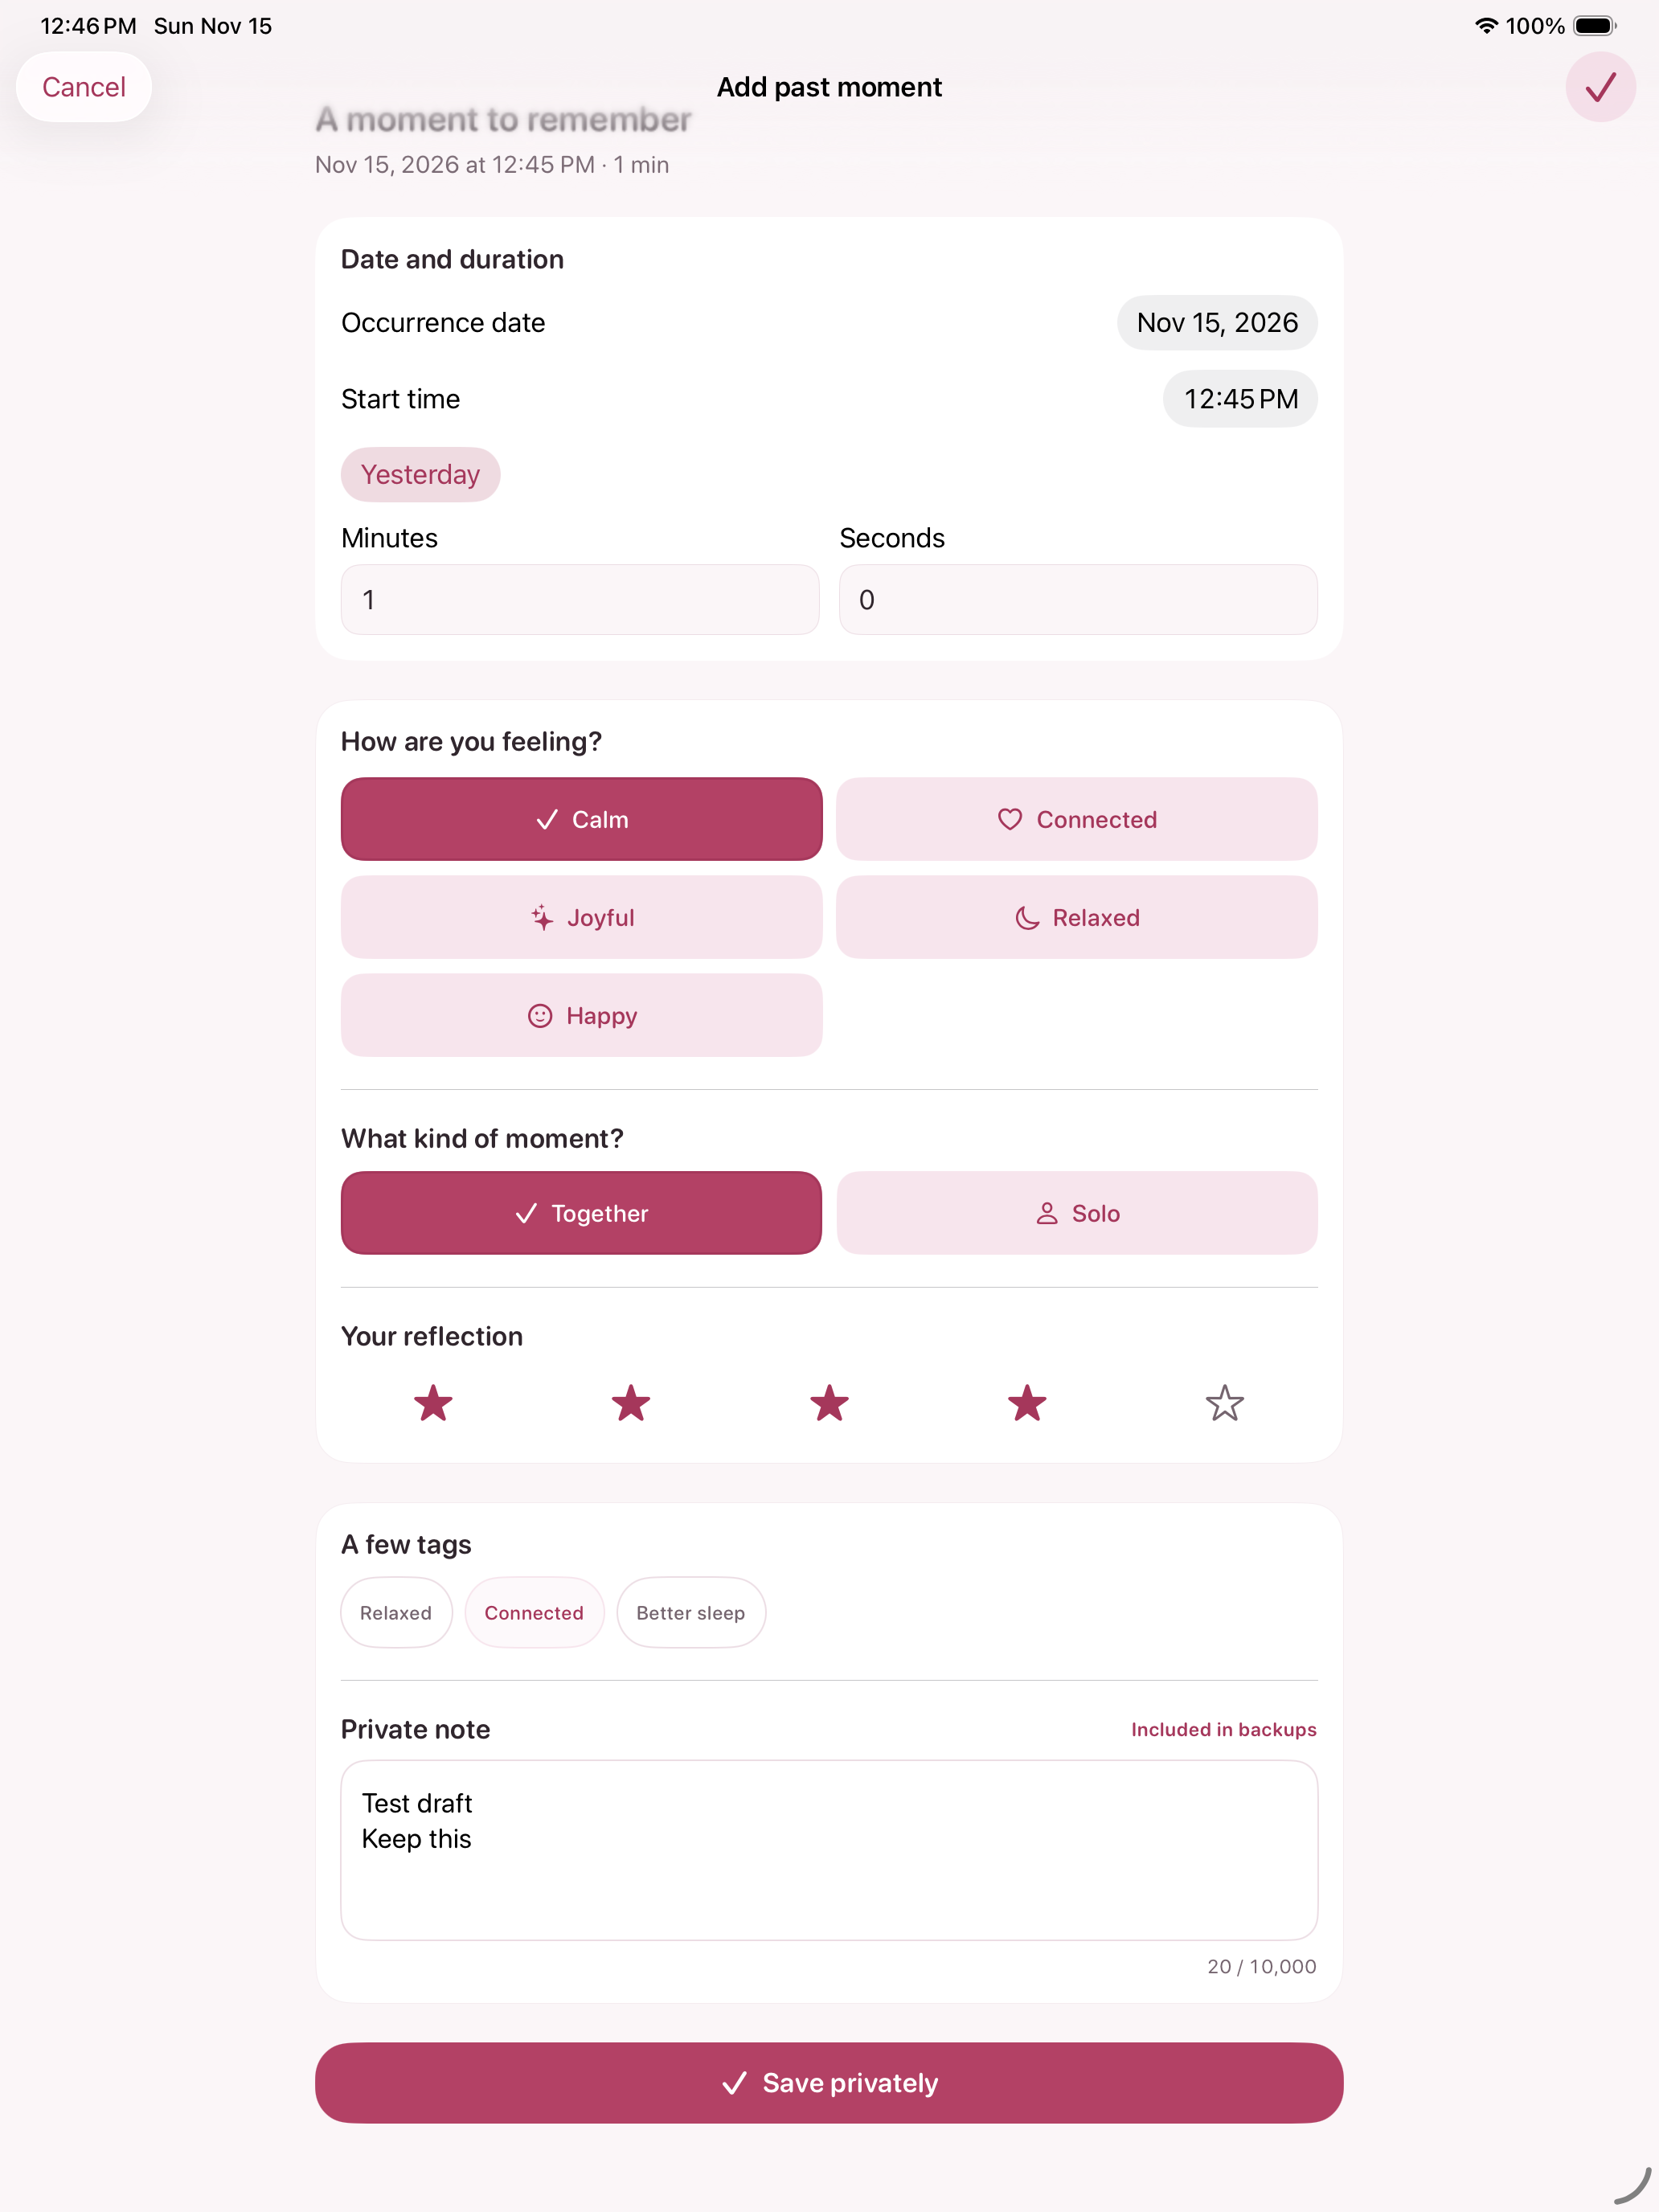 12:46 PM Sun Nov 15
100%
Cancel
Add past moment
A moment to remember
Nov 15, 2026 at 12:45 PM · 1 min
Date and duration
Occurrence date
Nov 15, 2026
Start time
12:45 PM
Yesterday
Minutes
Seconds
1
0
How are you feeling?
Calm
Connected
Joyful
Relaxed
Happy
What kind of moment?
Together
Solo
Your reflection
A few tags
Relaxed
Connected
Better sleep
Private note
Included in backups
Test draft
Keep this
20 / 10,000
Save privately